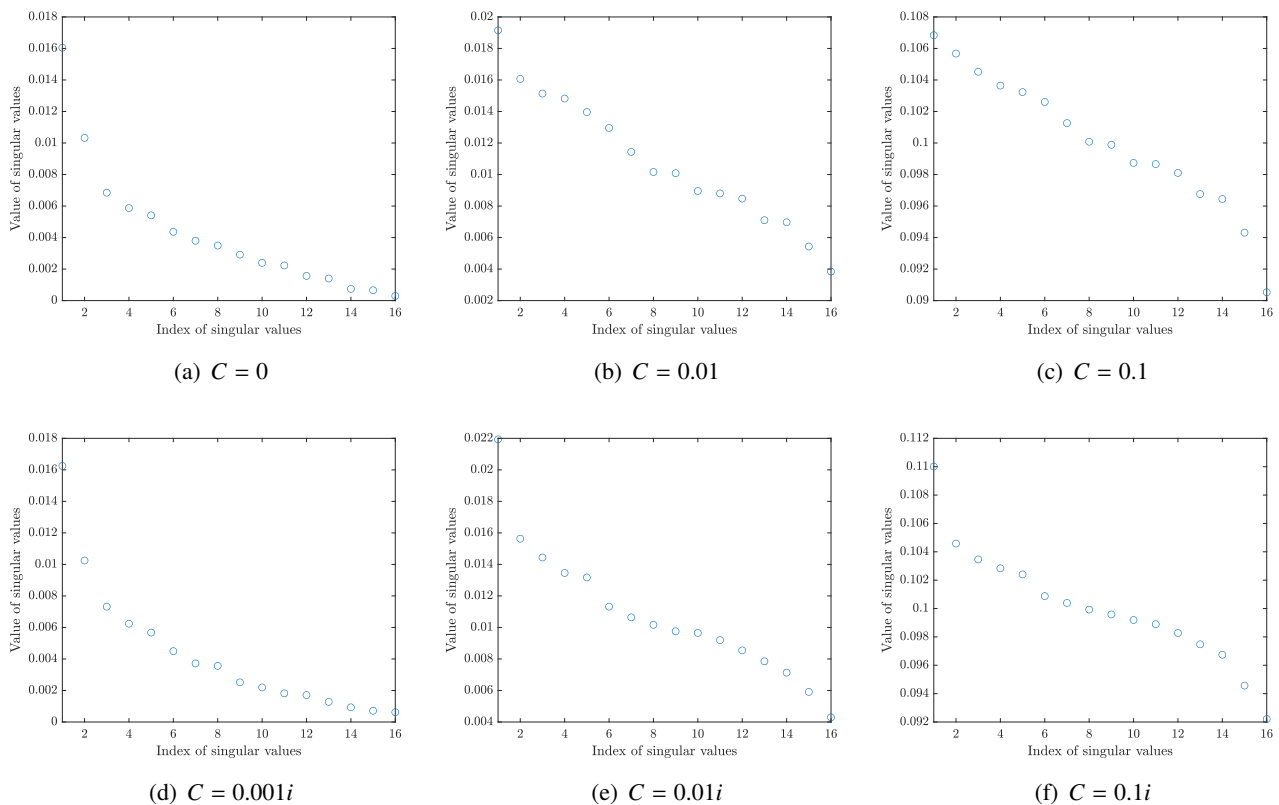 0.018
0.016
0.014
0.012
0.01
0.008
0.006
0.004
0.002
0
Value of singular values
2 4 6 8 10 12 14 16
Index of singular values
(a) C = 0
0.02
0.018
0.016
0.014
0.012
0.01
0.008
0.006
0.004
0.002
Value of singular values
2 4 6 8 10 12 14 16
Index of singular values
(b) C = 0.01
0.108
0.106
0.104
0.102
0.1
0.098
0.096
0.094
0.092
0.09
Value of singular values
2 4 6 8 10 12 14 16
Index of singular values
(c) C = 0.1
0.018
0.016
0.014
0.012
0.01
0.008
0.006
0.004
0.002
0
Value of singular values
2 4 6 8 10 12 14 16
Index of singular values
(d) C = 0.001i
0.022
0.02
0.018
0.016
0.014
0.012
0.01
0.008
0.006
0.004
Value of singular values
2 4 6 8 10 12 14 16
Index of singular values
(e) C = 0.01i
0.112
0.11
0.108
0.106
0.104
0.102
0.1
0.098
0.096
0.094
0.092
Value of singular values
2 4 6 8 10 12 14 16
Index of singular values
(f) C = 0.1i